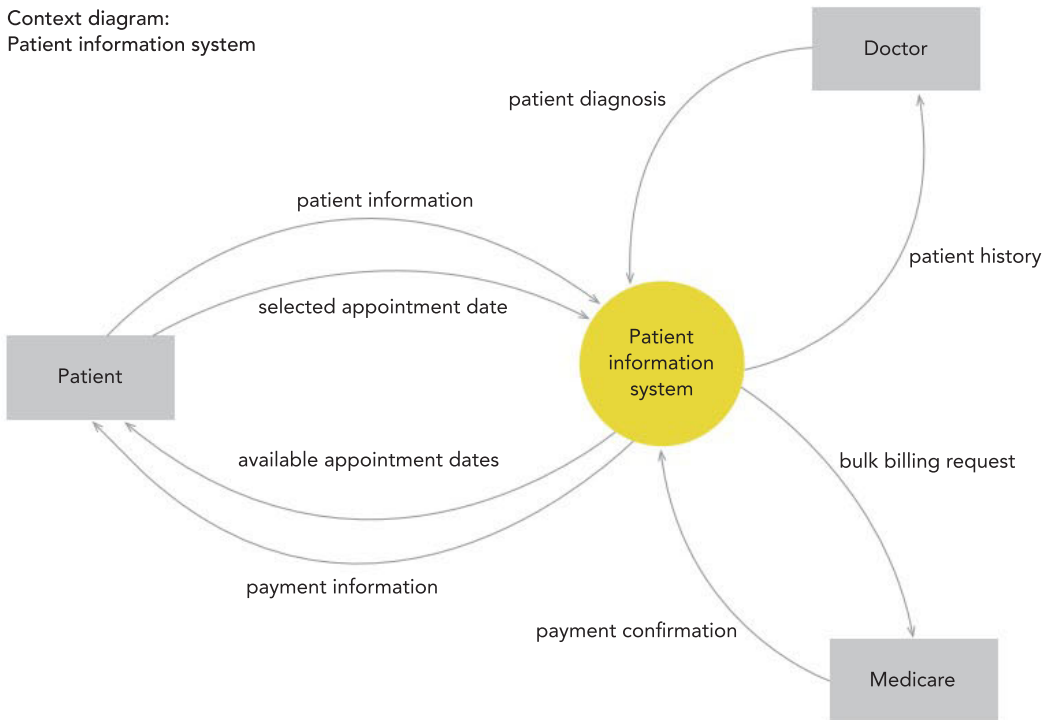 Context diagram:
Patient information system
Doctor
patient diagnosis
patient information
patient history
selected appointment date
Patient
information
system
Patient
available appointment dates
bulk billing request
payment information
payment confirmation
Medicare